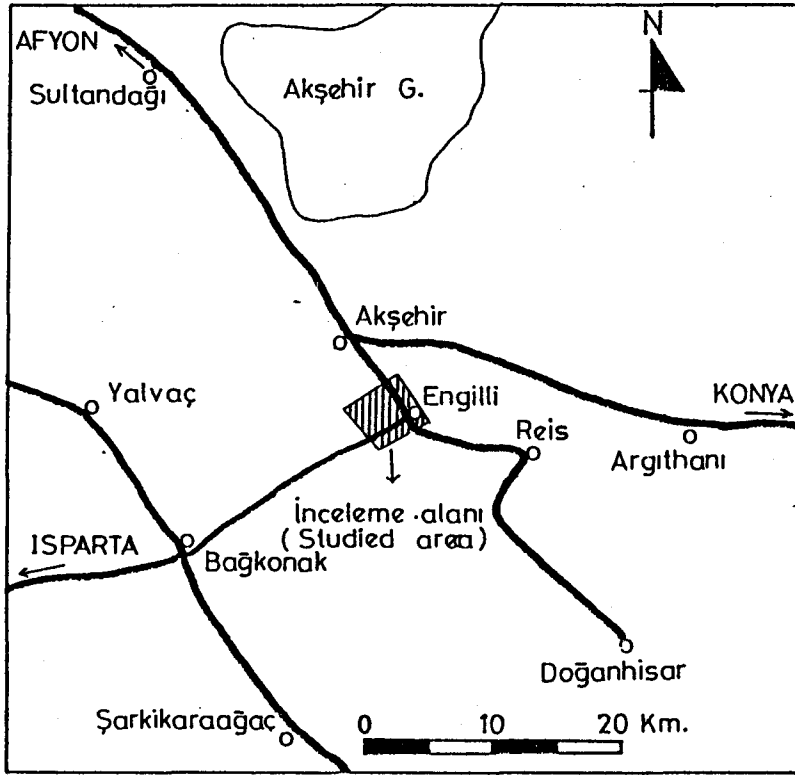 AFYON
N
Sultandağı
Akşehir G.
Akşehir
Yalvaç
Engilli
KONYA
Reis
Argıthanı
İnceleme alanı
(Studied area)
ISPARTA
Bağkonak
Doğanhisar
Şarkikaraağaç
0 10 20 Km.